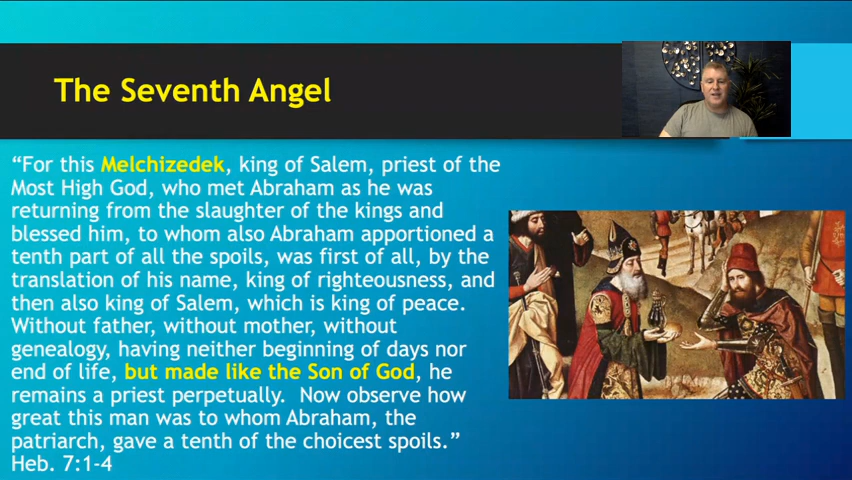 The Seventh Angel
“For this Melchizedek, king of Salem, priest of the
Most High God, who met Abraham as he was
returning from the slaughter of the kings and
blessed him, to whom also Abraham apportioned a
tenth part of all the spoils, was first of all, by the
translation of his name, king of righteousness, and
then also king of Salem, which is king of peace.
Without father, without mother, without
genealogy, having neither beginning of days nor
end of life, but made like the Son of God, he
remains a priest perpetually.  Now observe how
great this man was to whom Abraham, the
patriarch, gave a tenth of the choicest spoils.”
Heb. 7:1-4